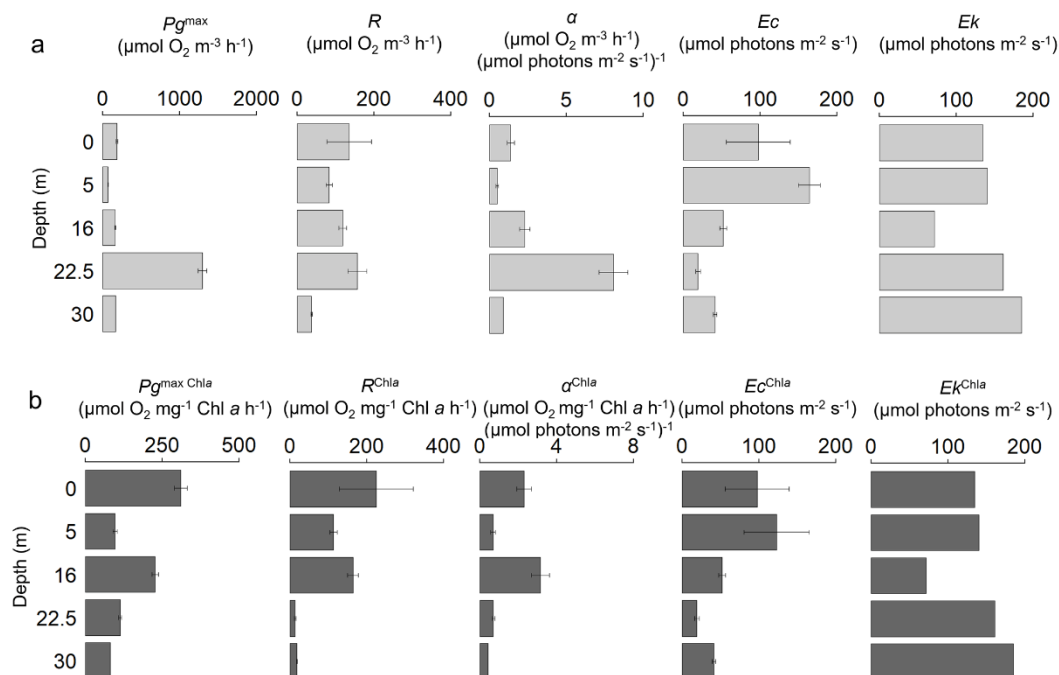 a
Pg^max
(µmol O₂ m⁻³ h⁻¹)
R
(µmol O₂ m⁻³ h⁻¹)
α
(µmol O₂ m⁻³ h⁻¹)
(µmol photons m⁻² s⁻¹)⁻¹
Ec
(µmol photons m⁻² s⁻¹)
Ek
(µmol photons m⁻² s⁻¹)
0 1000 2000
0 200 400
0 5 10
0 100 200
0 100 200
Depth (m)
0
5
16
22.5
30
b
Pg^max Chla
(µmol O₂ mg⁻¹ Chl a h⁻¹)
R^Chla
(µmol O₂ mg⁻¹ Chl a h⁻¹)
α^Chla
(µmol O₂ mg⁻¹ Chl a h⁻¹)
(µmol photons m⁻² s⁻¹)⁻¹
Ec^Chla
(µmol photons m⁻² s⁻¹)
Ek^Chla
(µmol photons m⁻² s⁻¹)
0 250 500
0 200 400
0 4 8
0 100 200
0 100 200
Depth (m)
0
5
16
22.5
30